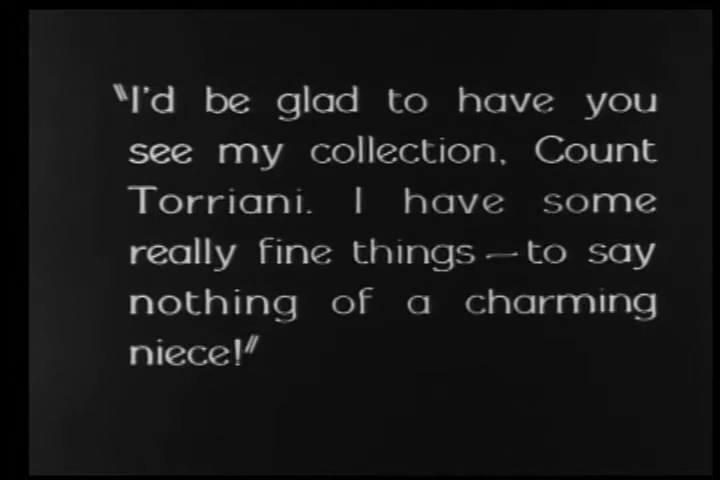 "I'd be glad to have you
see my collection, Count
Torriani. I have some
really fine things—to say
nothing of a charming
niece!"